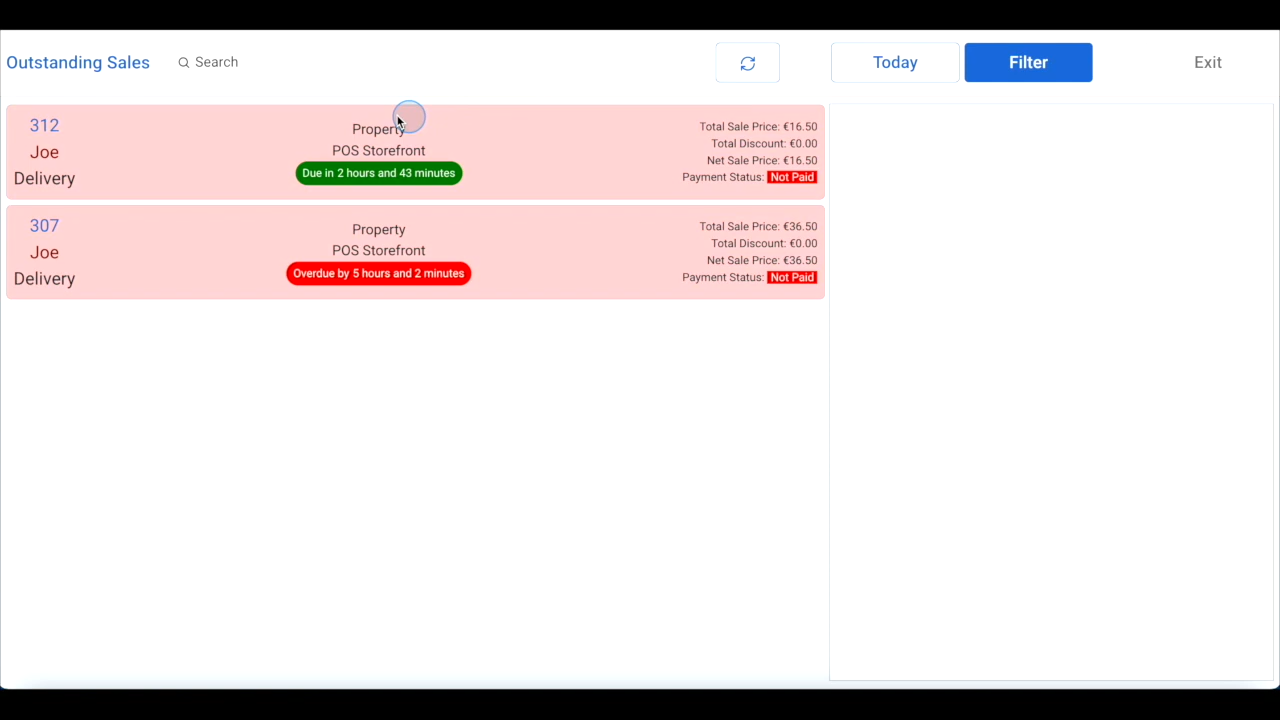 Outstanding Sales
Search
Today
Filter
Exit
312
Joe
Delivery
Property
POS Storefront
Due in 2 hours and 43 minutes
Total Sale Price: €16.50
Total Discount: €0.00
Net Sale Price: €16.50
Payment Status: Not Paid
307
Joe
Delivery
Property
POS Storefront
Overdue by 5 hours and 2 minutes
Total Sale Price: €36.50
Total Discount: €0.00
Net Sale Price: €36.50
Payment Status: Not Paid